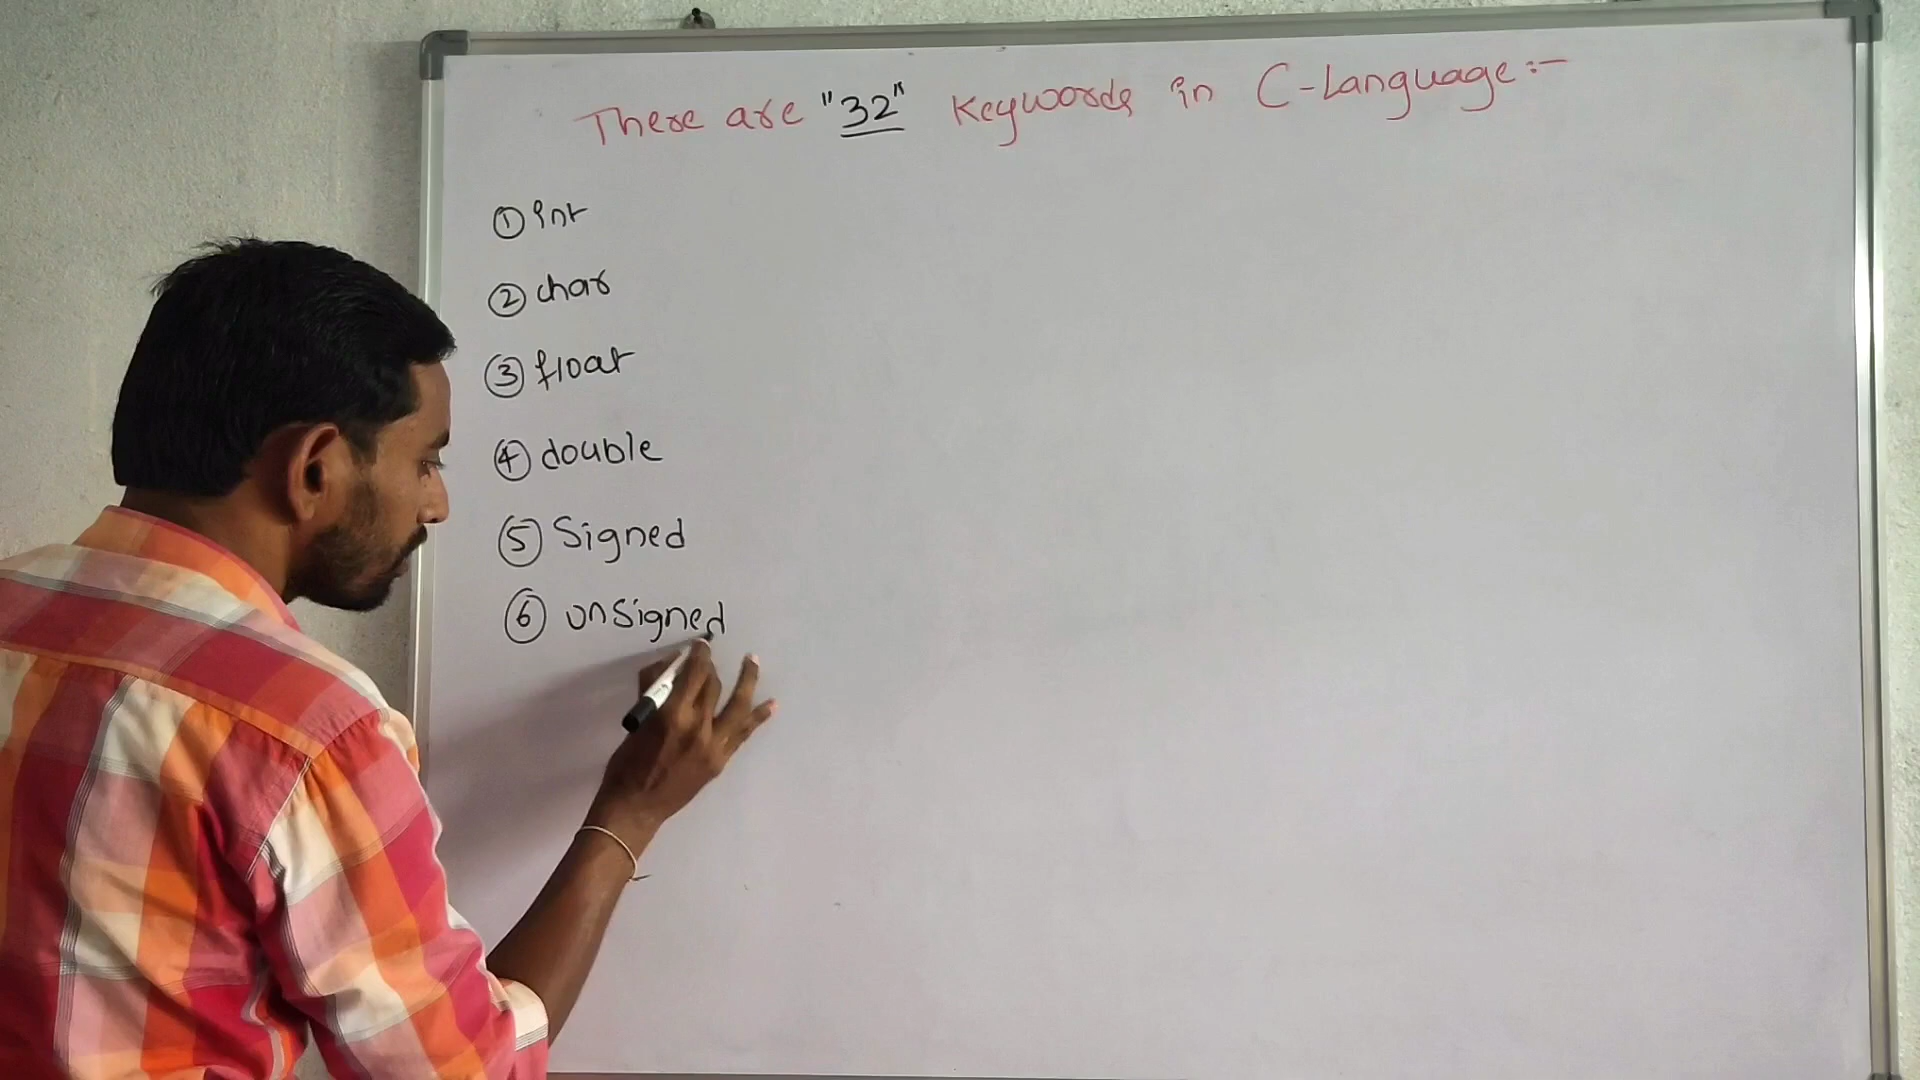 There are "32" Keywords in C-Language:-
① int
② char
③ float
④ double
⑤ Signed
⑥ unSigned